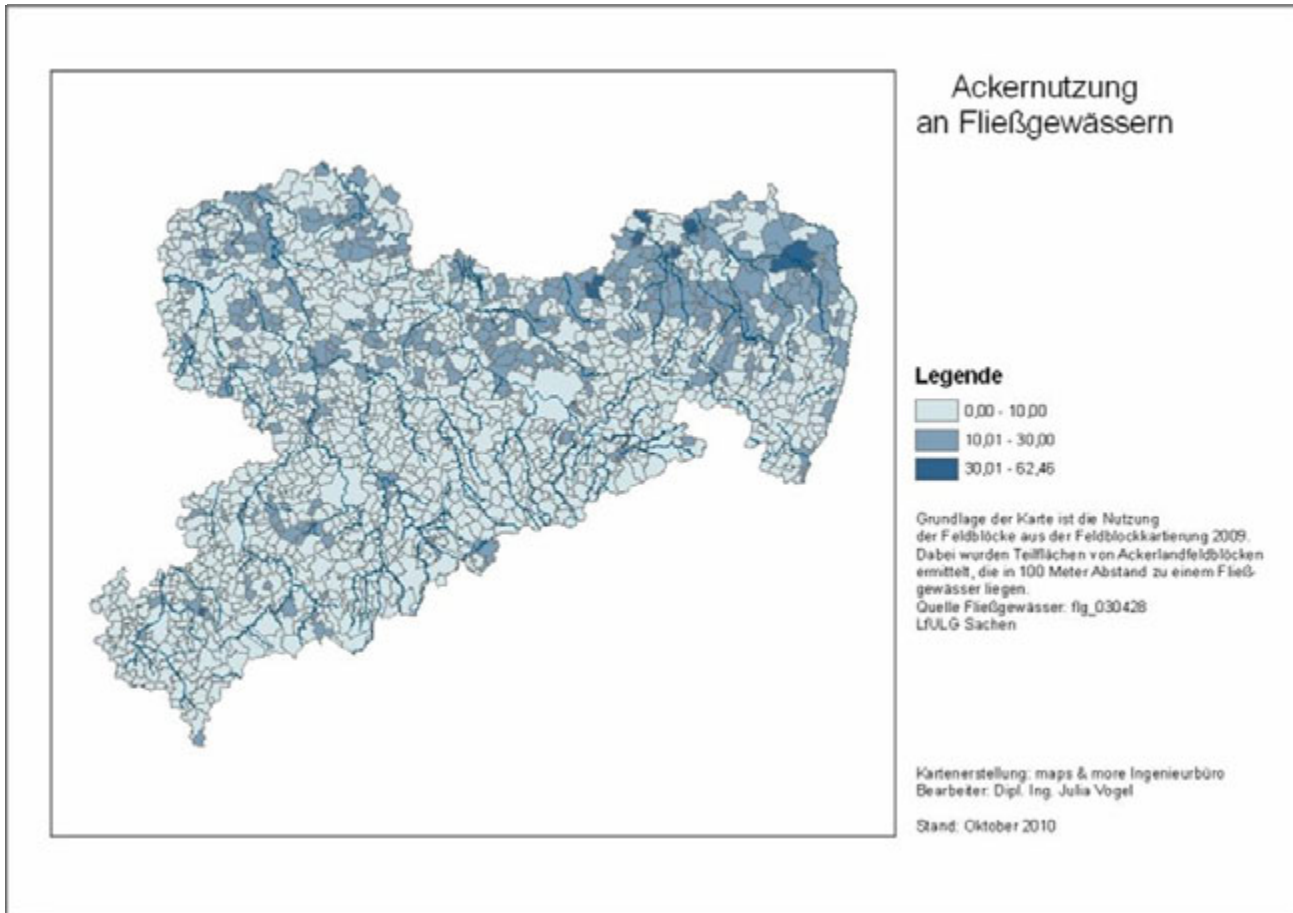 Ackernutzung
an Fließgewässern
Legende
0,00 - 10,00
10,01 - 30,00
30,01 - 62,46
Grundlage der Karte ist die Nutzung
der Feldblöcke aus der Feldblockkartierung 2009.
Dabei wurden Teilflächen von Ackerlandfeldblöcken
ermittelt, die in 100 Meter Abstand zu einem Fließ-
gewässer liegen.
Quelle Fließgewässer: flg_030428
LfULG Sachen
Kartenerstellung: maps & more Ingenieurbüro
Bearbeiter: Dipl. Ing. Julia Vogel
Stand: Oktober 2010